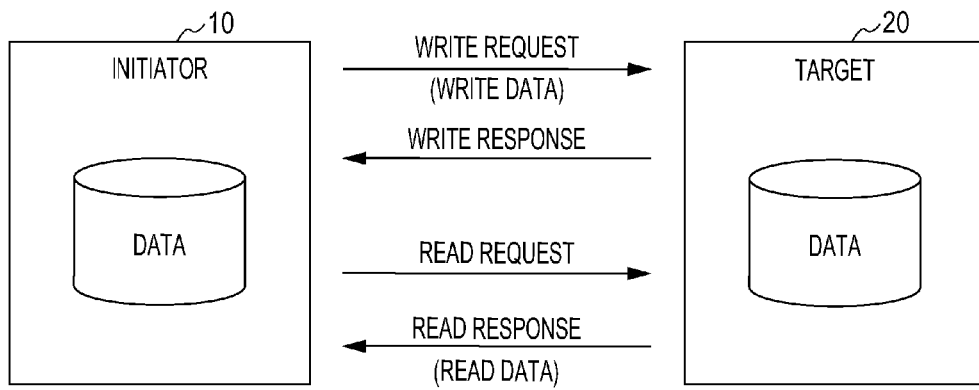 10
INITIATOR
DATA
WRITE REQUEST
(WRITE DATA)
WRITE RESPONSE
READ REQUEST
READ RESPONSE
(READ DATA)
20
TARGET
DATA